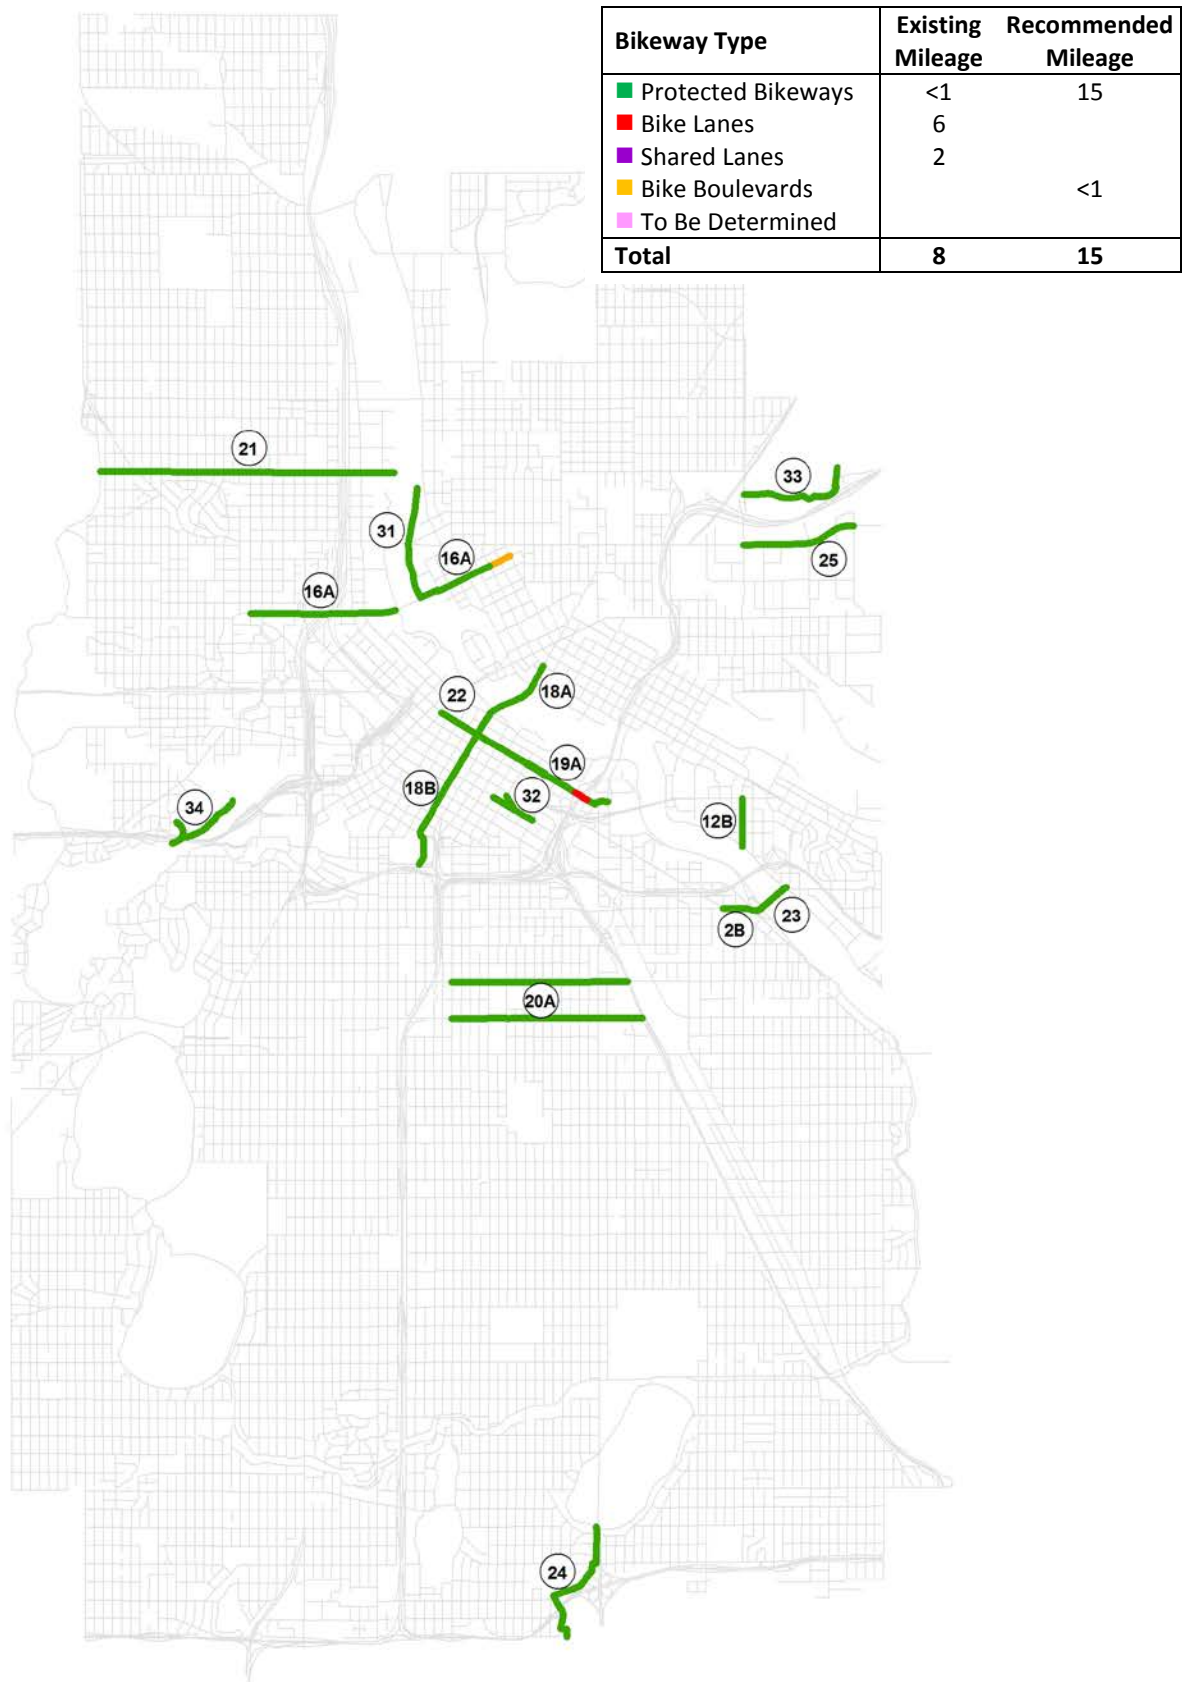 Bikeway Type Existing Mileage Recommended Mileage
Protected Bikeways <1 15
Bike Lanes 6
Shared Lanes 2
Bike Boulevards <1
To Be Determined
Total 8 15
21
33
31
16A
25
16A
22
18A
19A
18B
32
34
12B
23
2B
20A
24